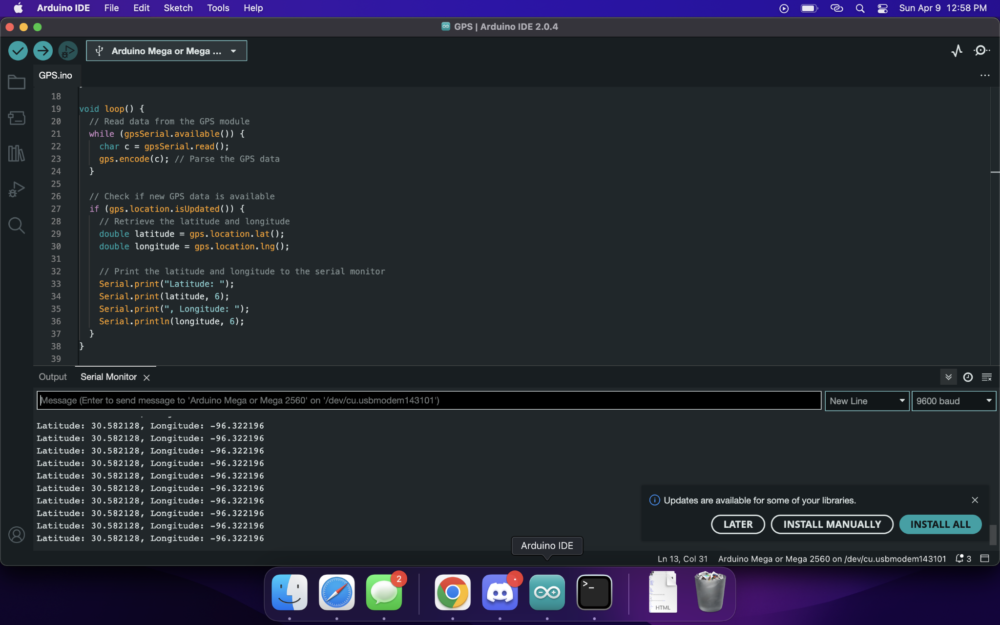 Arduino IDE File Edit Sketch Tools Help Sun Apr 9 12:58 PM
GPS | Arduino IDE 2.0.4
Arduino Mega or Mega ...
GPS.ino
...
18
19 void loop() {
20 // Read data from the GPS module
21 while (gpsSerial.available()) {
22 char c = gpsSerial.read();
23 gps.encode(c); // Parse the GPS data
24 }
25
26 // Check if new GPS data is available
27 if (gps.location.isUpdated()) {
28 // Retrieve the latitude and longitude
29 double latitude = gps.location.lat();
30 double longitude = gps.location.lng();
31
32 // Print the latitude and longitude to the serial monitor
33 Serial.print("Latitude: ");
34 Serial.print(latitude, 6);
35 Serial.print(", Longitude: ");
36 Serial.println(longitude, 6);
37 }
38 }
39
Output Serial Monitor
Message (Enter to send message to 'Arduino Mega or Mega 2560' on '/dev/cu.usbmodem143101') New Line 9600 baud
Latitude: 30.582128, Longitude: -96.322196
Latitude: 30.582128, Longitude: -96.322196
Latitude: 30.582128, Longitude: -96.322196
Latitude: 30.582128, Longitude: -96.322196
Latitude: 30.582128, Longitude: -96.322196
Latitude: 30.582128, Longitude: -96.322196
Latitude: 30.582128, Longitude: -96.322196
Latitude: 30.582128, Longitude: -96.322196
Latitude: 30.582128, Longitude: -96.322196
Latitude: 30.582128, Longitude: -96.322196
Updates are available for some of your libraries.
LATER INSTALL MANUALLY INSTALL ALL
Arduino IDE
Ln 13, Col 31 Arduino Mega or Mega 2560 on /dev/cu.usbmodem143101 3
2
>_
HTML